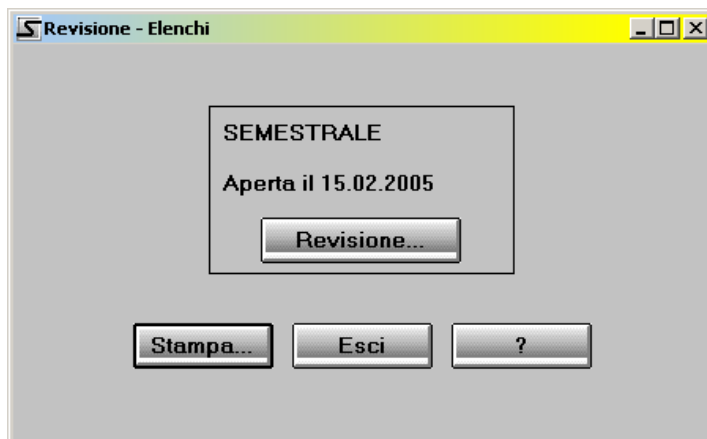 Revisione - Elenchi
SEMESTRALE
Aperta il 15.02.2005
Revisione...
Stampa... Esci ?